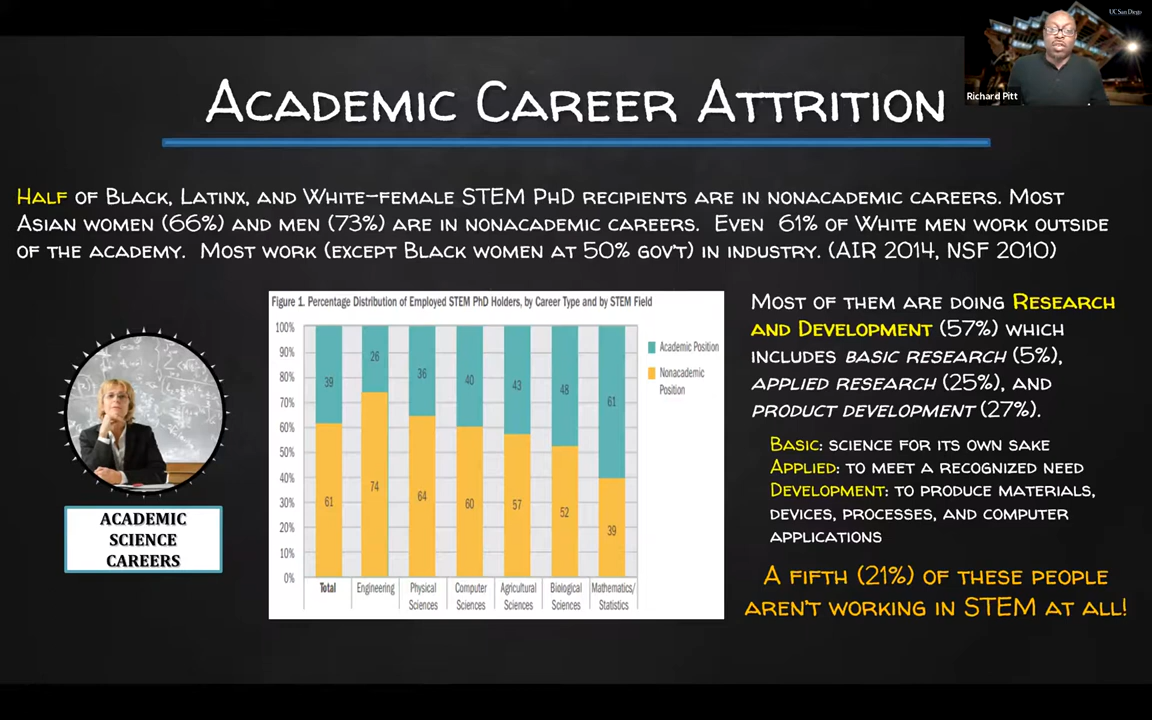 UC San Diego
Richard Pitt
ACADEMIC CAREER ATTRITION
HALF OF BLACK, LATINX, AND WHITE-FEMALE STEM PHD RECIPIENTS ARE IN NONACADEMIC CAREERS. MOST
ASIAN WOMEN (66%) AND MEN (73%) ARE IN NONACADEMIC CAREERS. EVEN 61% OF WHITE MEN WORK OUTSIDE
OF THE ACADEMY. MOST WORK (EXCEPT BLACK WOMEN AT 50% GOV'T) IN INDUSTRY. (AIR 2014, NSF 2010)
ACADEMIC
SCIENCE
CAREERS
Figure 1. Percentage Distribution of Employed STEM PhD Holders, by Career Type and by STEM Field
100%
90%
80%
70%
60%
50%
40%
30%
20%
10%
0%
39
26
36
40
43
48
61
61
74
64
60
57
52
39
Total
Engineering
Physical
Sciences
Computer
Sciences
Agricultural
Sciences
Biological
Sciences
Mathematics/
Statistics
Academic Position
Nonacademic
Position
MOST OF THEM ARE DOING RESEARCH
AND DEVELOPMENT (57%) WHICH
INCLUDES BASIC RESEARCH (5%),
APPLIED RESEARCH (25%), AND
PRODUCT DEVELOPMENT (27%).
BASIC: SCIENCE FOR ITS OWN SAKE
APPLIED: TO MEET A RECOGNIZED NEED
DEVELOPMENT: TO PRODUCE MATERIALS,
DEVICES, PROCESSES, AND COMPUTER
APPLICATIONS
A FIFTH (21%) OF THESE PEOPLE
AREN'T WORKING IN STEM AT ALL!